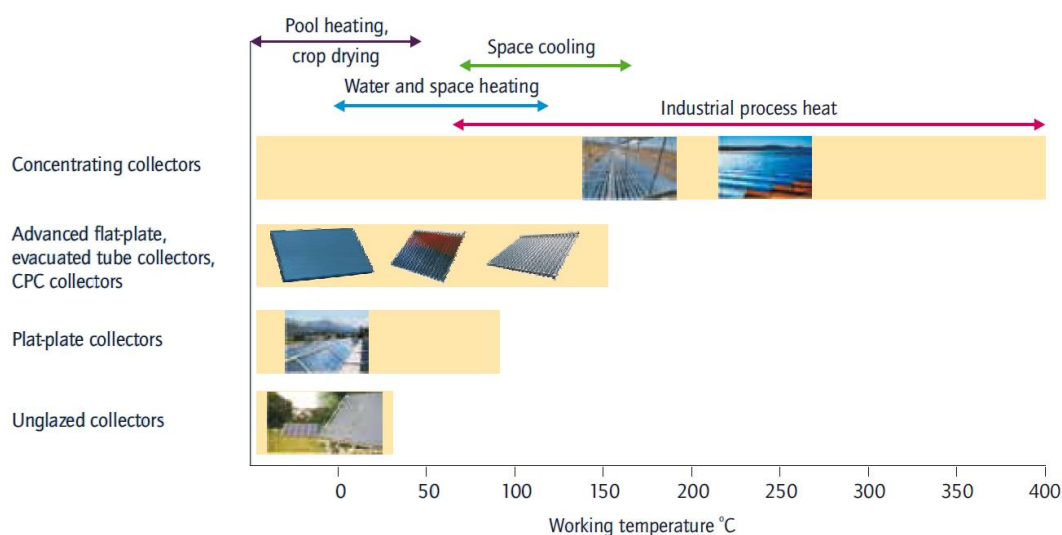 Pool heating,
crop drying
Space cooling
Water and space heating
Industrial process heat
Concentrating collectors
Advanced flat-plate,
evacuated tube collectors,
CPC collectors
Plat-plate collectors
Unglazed collectors
0 50 100 150 200 250 300 350 400
Working temperature °C